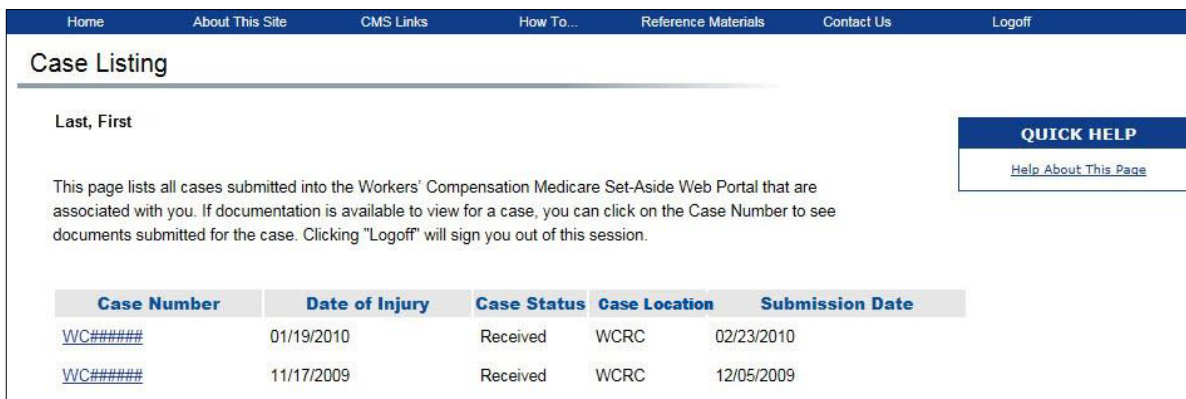 Home About This Site CMS Links How To... Reference Materials Contact Us Logoff
Case Listing
Last, First
QUICK HELP
Help About This Page
This page lists all cases submitted into the Workers' Compensation Medicare Set-Aside Web Portal that are
associated with you. If documentation is available to view for a case, you can click on the Case Number to see
documents submitted for the case. Clicking "Logoff" will sign you out of this session.
Case Number Date of Injury Case Status Case Location Submission Date
WC###### 01/19/2010 Received WCRC 02/23/2010
WC###### 11/17/2009 Received WCRC 12/05/2009